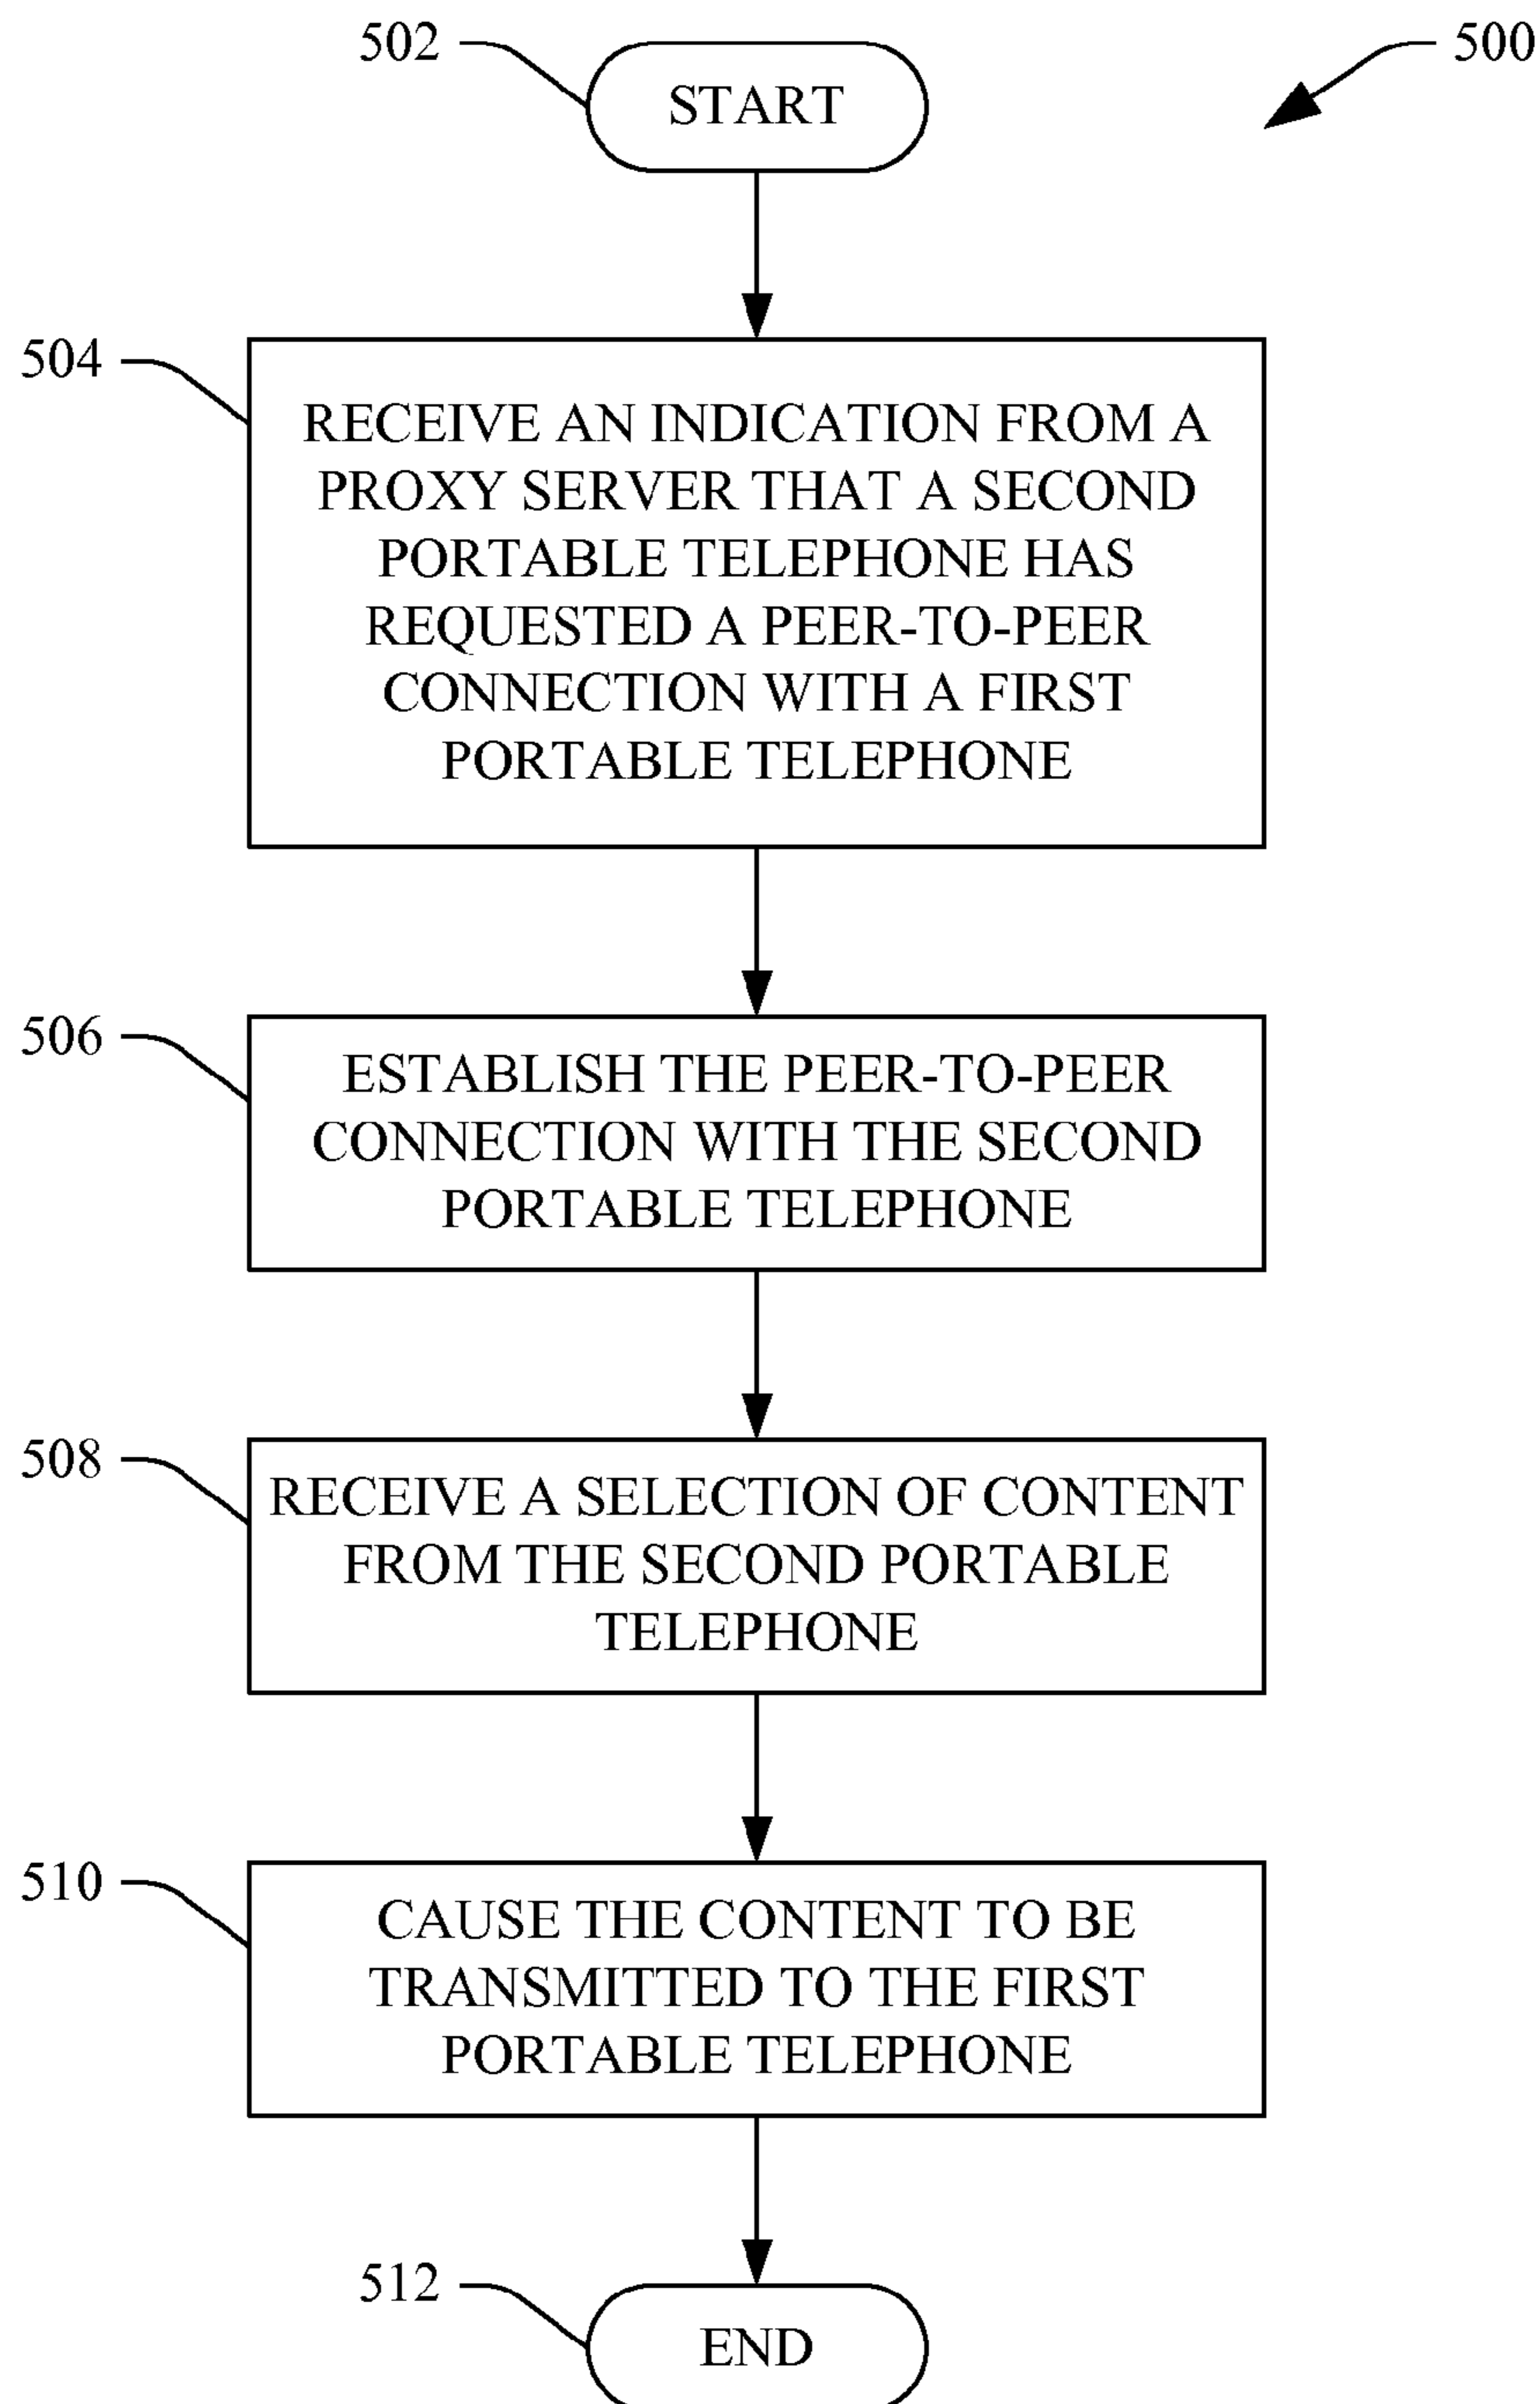 502
START
500
504
RECEIVE AN INDICATION FROM A
PROXY SERVER THAT A SECOND
PORTABLE TELEPHONE HAS
REQUESTED A PEER-TO-PEER
CONNECTION WITH A FIRST
PORTABLE TELEPHONE
506
ESTABLISH THE PEER-TO-PEER
CONNECTION WITH THE SECOND
PORTABLE TELEPHONE
508
RECEIVE A SELECTION OF CONTENT
FROM THE SECOND PORTABLE
TELEPHONE
510
CAUSE THE CONTENT TO BE
TRANSMITTED TO THE FIRST
PORTABLE TELEPHONE
512
END